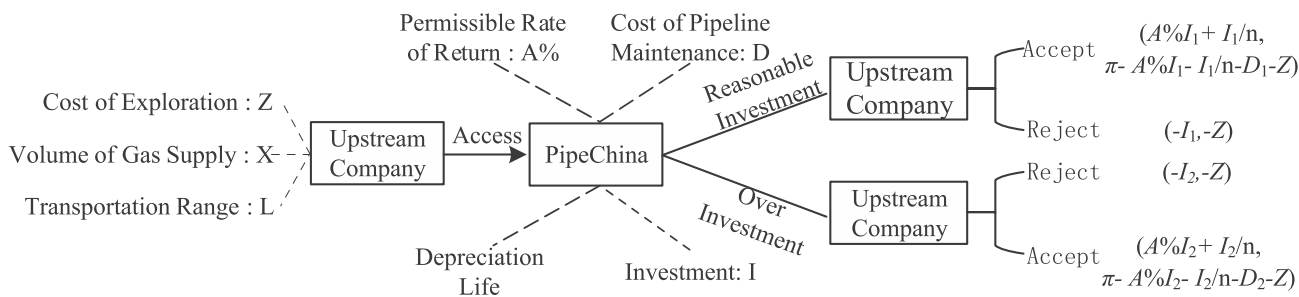 Cost of Exploration : Z
Volume of Gas Supply : X
Transportation Range : L
Upstream
Company
Access
Permissible Rate
of Return : A%
Cost of Pipeline
Maintenance: D
PipeChina
Depreciation
Life
Investment: I
Reasonable
Investment
Over
Investment
Upstream
Company
Accept
(A%I₁+ I₁/n,
π- A%I₁- I₁/n-D₁-Z)
Reject
(-I₁,-Z)
Upstream
Company
Reject
(-I₂,-Z)
Accept
(A%I₂+ I₂/n,
π- A%I₂- I₂/n-D₂-Z)